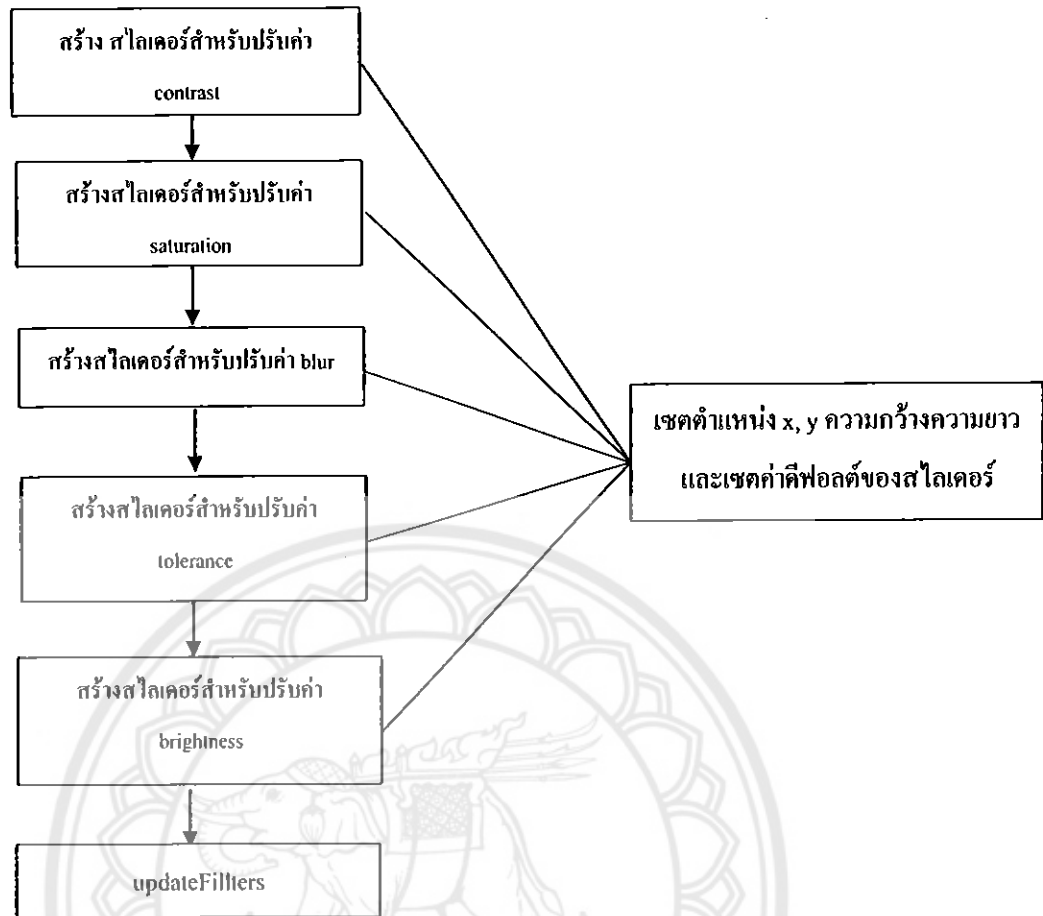 สร้าง สไลเดอร์สำหรับปรับค่า
contrast
สร้างสไลเดอร์สำหรับปรับค่า
saturation
สร้างสไลเดอร์สำหรับปรับค่า blur
สร้างสไลเดอร์สำหรับปรับค่า
tolerance
สร้างสไลเดอร์สำหรับปรับค่า
brightness
updateFillters
เซตตำแหน่ง x, y ความกว้างความยาว
และเซตค่าดีฟอลต์ของสไลเดอร์